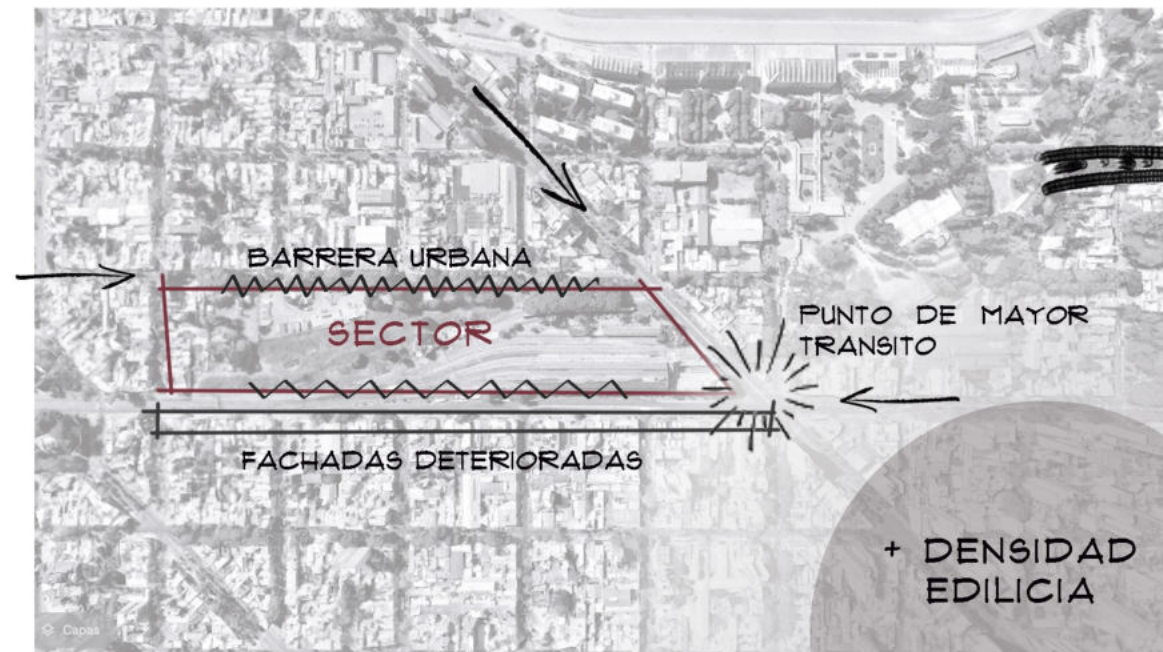 BARRERA URBANA
SECTOR
PUNTO DE MAYOR
TRANSITO
FACHADAS DETERIORADAS
+ DENSIDAD
EDILICIA
Capas